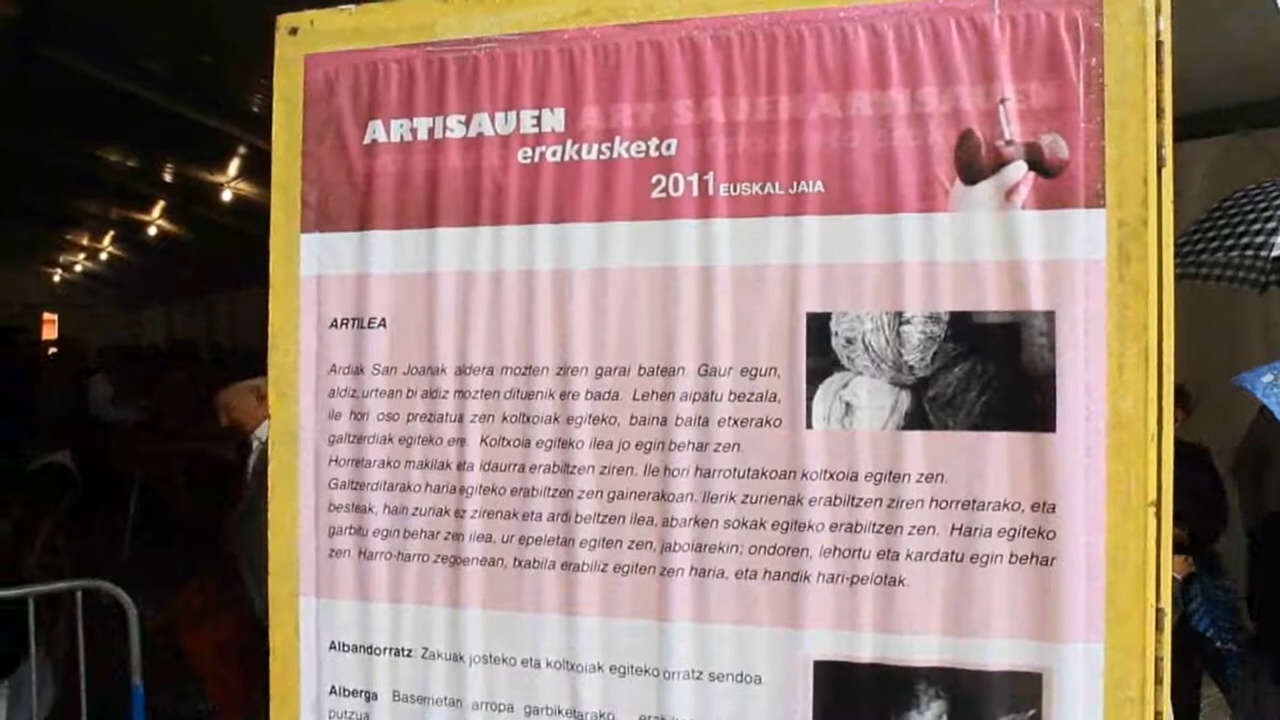 ARTISAUEN
erakusketa
2011 EUSKAL JAIA
ARTILEA
Ardiak San Joanak aldera mozten ziren garai batean. Gaur egun,
aldiz, urtean bi aldiz mozten dituenik ere bada. Lehen aipatu bezala,
ile hori oso preziatua zen koltxoiak egiteko, baina baita etxerako
galtzerdiak egiteko ere. Koltxoia egiteko ilea jo egin behar zen.
Horretarako makilak eta idaurra erabiltzen ziren. Ile hori harrotutakoan koltxoia egiten zen.
Galtzerditarako haria egiteko erabiltzen zen gainerakoan. Ilerik zurienak erabiltzen ziren horretarako, eta
besteak, hain zuriak ez zirenak eta ardi beltzen ilea, abarken sokak egiteko erabiltzen zen. Haria egiteko
garbitu egin behar zen ilea, ur epeletan egiten zen, jaboiarekin; ondoren, lehortu eta kardatu egin behar
zen. Harro-harro zegoenean, txabila erabiliz egiten zen haria, eta handik hari-pelotak.
Albandorratz: Zakuak josteko eta koltxoiak egiteko orratz sendoa.
Alberga Baserrietan arropa garbiketarako
putzua